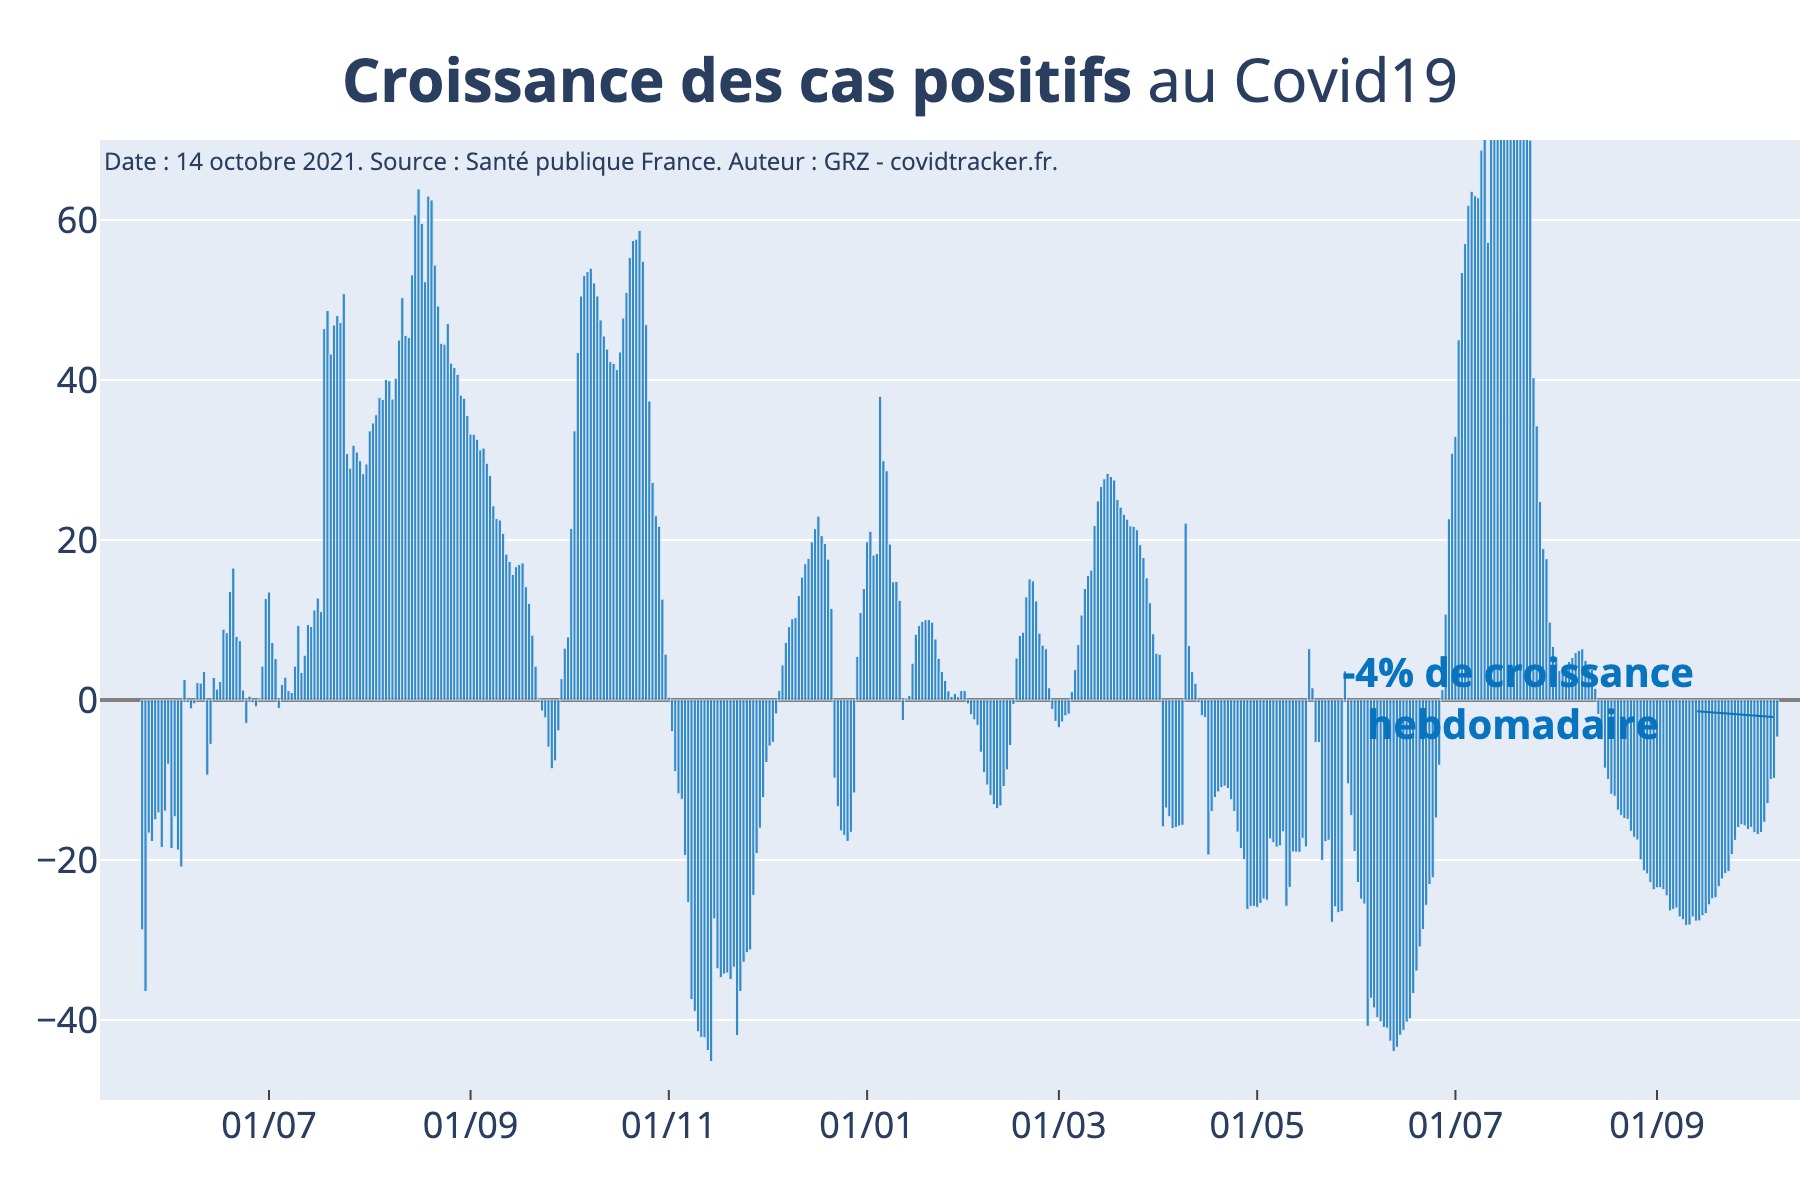 Croissance des cas positifs au Covid19
Date : 14 octobre 2021. Source : Santé publique France. Auteur : GRZ - covidtracker.fr.
60
40
20
0
−20
−40
-4% de croissance
hebdomadaire
01/07 01/09 01/11 01/01 01/03 01/05 01/07 01/09